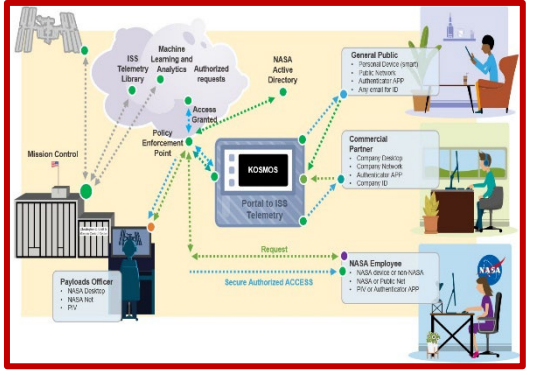 ISS
Telemetry
Library
Machine
Learning and
Analytics
Authorized
requests
Access
Granted
NASA
Active
Directory
Policy
Enforcement
Point
Mission Control
KOSMOS
Portal to ISS
Telemetry
General Public
• Personal Device (smart)
• Public Network
• Authenticator APP
• Any email for ID
Commercial
Partner
• Company Desktop
• Company Network
• Authenticator APP
• Company ID
Request
Secure Authorized ACCESS
NASA Employee
• NASA device or non-NASA
• NASA or Public Net
• PIV or Authenticator APP
NASA
Payloads Officer
• NASA Desktop
• NASA Net
• PIV